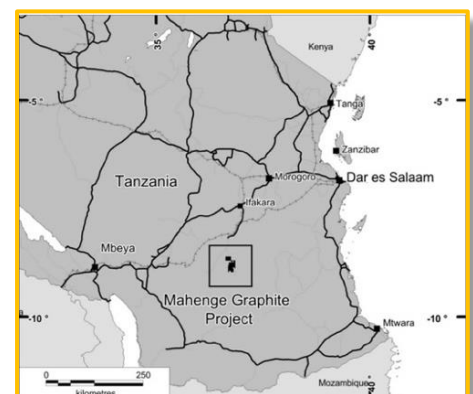 35°
40°
Kenya
-5°
-5°
Tanga
Zanzibar
Tanzania
Morogoro
Dar es Salaam
Ifakara
Mbeya
Mahenge Graphite
Project
-10°
-10°
Mtwara
0
250
kilometres
Mozambique
40°